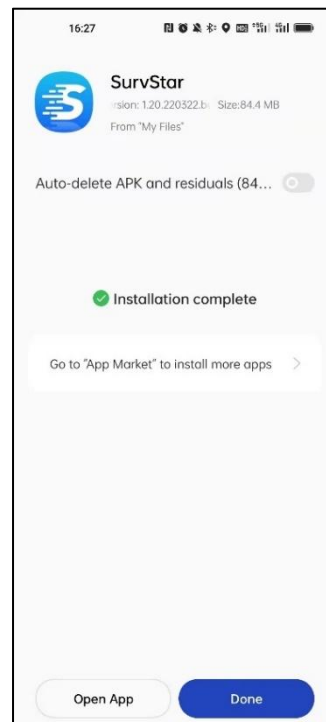 16:27
SurvStar
rsion: 1.20.220322.b Size:84.4 MB
From "My Files"
Auto-delete APK and residuals (84...
Installation complete
Go to "App Market" to install more apps
Open App
Done